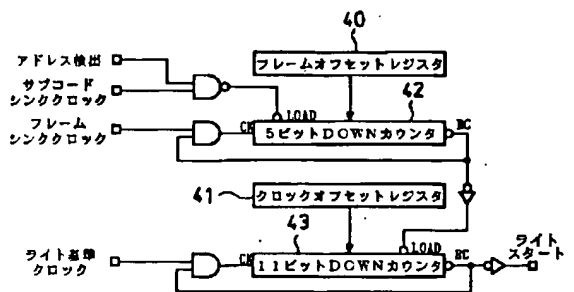 40
アドレス検出
フレームオフセットレジスタ
サブコード
シンククロック
42
LOAD
フレーム
シンククロック
CK
5ビットDOWNカウンタ
BC
41
クロックオフセットレジスタ
43
LOAD
ライト基準
クロック
CK
11ビットDOWNカウンタ
BC
ライト
スタート